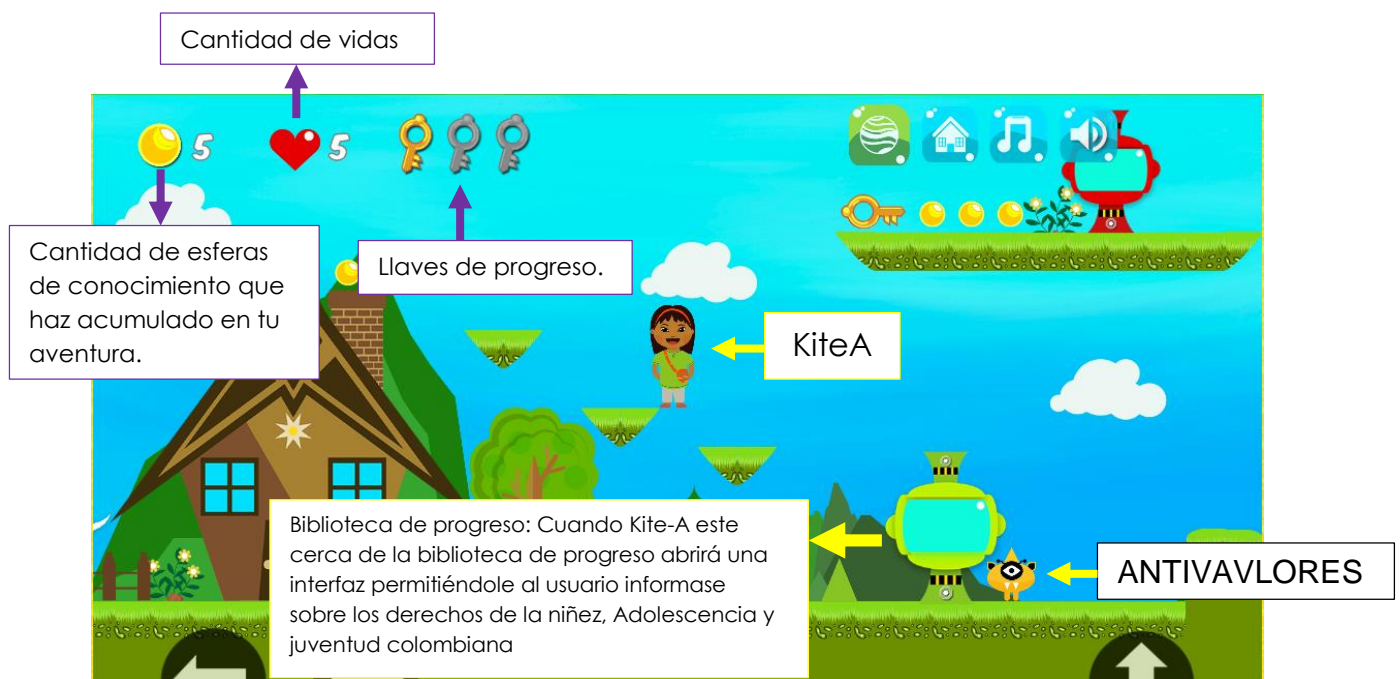 Cantidad de vidas
5
5
Cantidad de esferas
de conocimiento que
haz acumulado en tu
aventura.
Llaves de progreso.
KiteA
Biblioteca de progreso: Cuando Kite-A este
cerca de la biblioteca de progreso abrirá una
interfaz permitiéndole al usuario informase
sobre los derechos de la niñez, Adolescencia y
juventud colombiana
ANTIVAVLORES